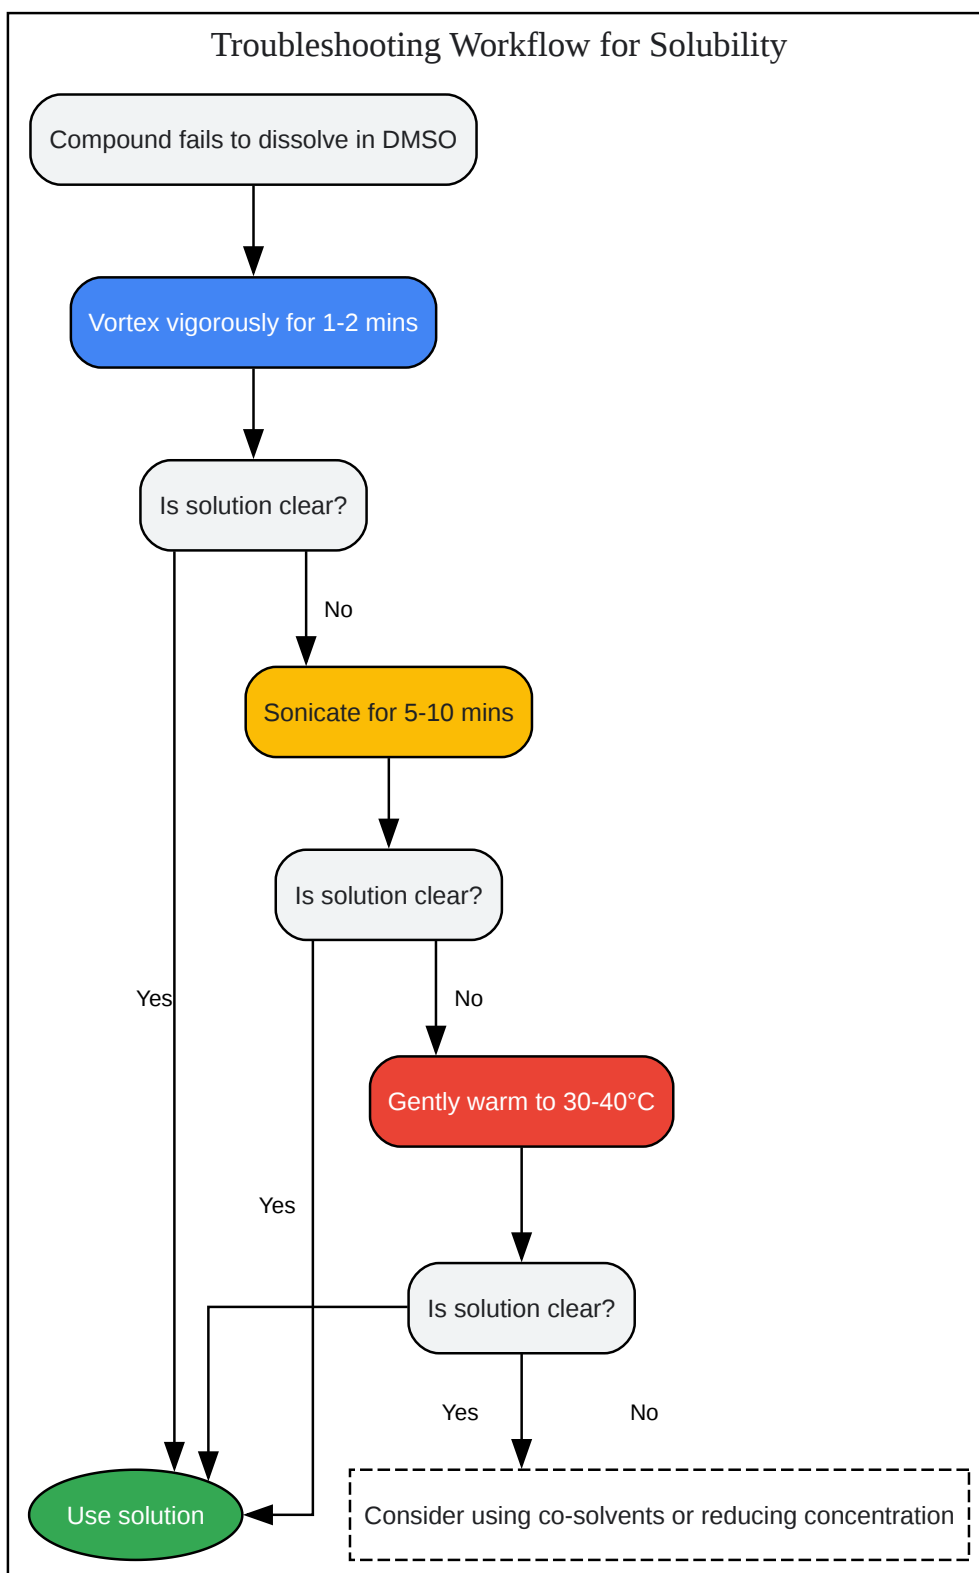 Troubleshooting Workflow for Solubility
Compound fails to dissolve in DMSO
Vortex vigorously for 1-2 mins
Is solution clear?
No
Sonicate for 5-10 mins
Is solution clear?
Yes
No
Gently warm to 30-40°C
Yes
Is solution clear?
Yes
No
Use solution
Consider using co-solvents or reducing concentration